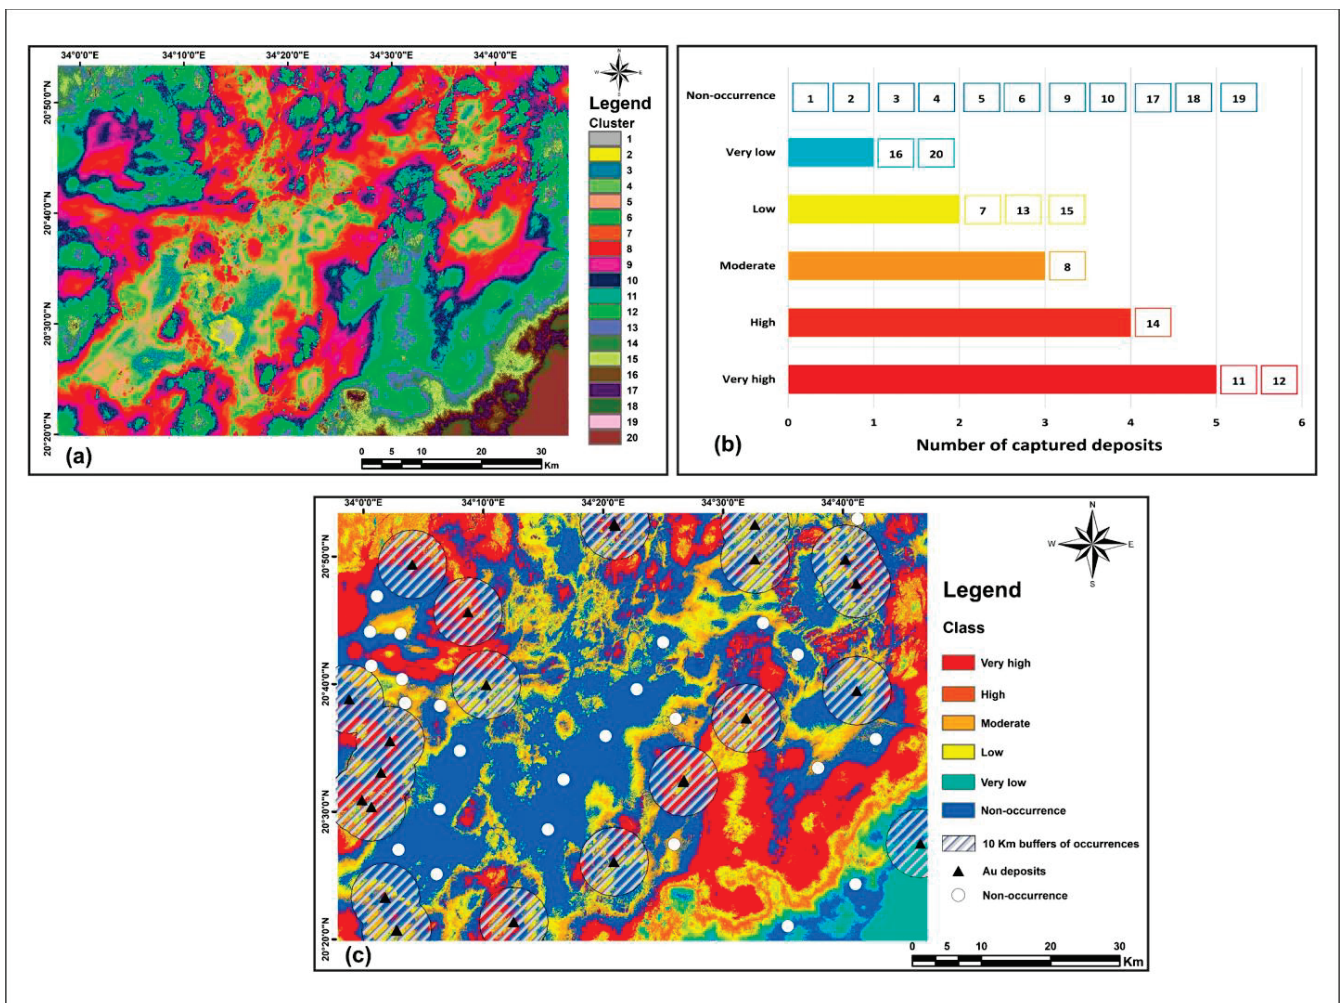 34°0'0"E 34°10'0"E 34°20'0"E 34°30'0"E 34°40'0"E
20°50'0"N
20°40'0"N
20°30'0"N
20°20'0"N
N
W E
S
Legend
Cluster
1
2
3
4
5
6
7
8
9
10
11
12
13
14
15
16
17
18
19
20
(a)
0 5 10 20 30
Km
Non-occurrence 1 2 3 4 5 6 9 10 17 18 19
Very low 16 20
Low 7 13 15
Moderate 8
High 14
Very high 11 12
0 1 2 3 4 5 6
(b) Number of captured deposits
34°0'0"E 34°10'0"E 34°20'0"E 34°30'0"E 34°40'0"E
20°50'0"N
20°40'0"N
20°30'0"N
20°20'0"N
N
W E
S
Legend
Class
Very high
High
Moderate
Low
Very low
Non-occurrence
10 Km buffers of occurrences
Au deposits
Non-occurrence
(c)
0 5 10 20 30
Km